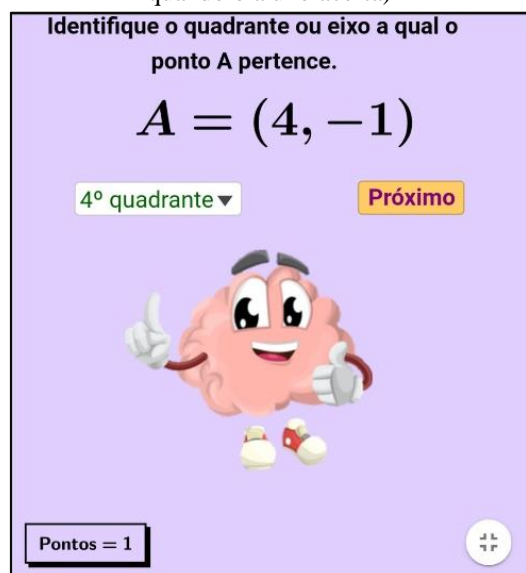 Identifique o quadrante ou eixo a qual o
ponto A pertence.
A = (4, −1)
4º quadrante
Próximo
Pontos = 1